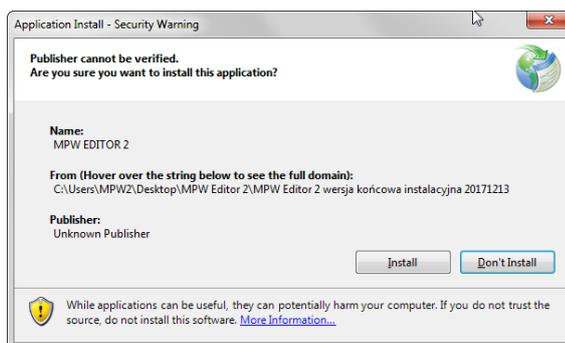 Application Install - Security Warning
Publisher cannot be verified.
Are you sure you want to install this application?
Name:
MPW EDITOR 2
From (Hover over the string below to see the full domain):
C:\Users\MPW2\Desktop\MPW Editor 2\MPW Editor 2 wersja końcowa instalacyjna 20171213
Publisher:
Unknown Publisher
Install
Don't Install
While applications can be useful, they can potentially harm your computer. If you do not trust the
source, do not install this software. More Information...